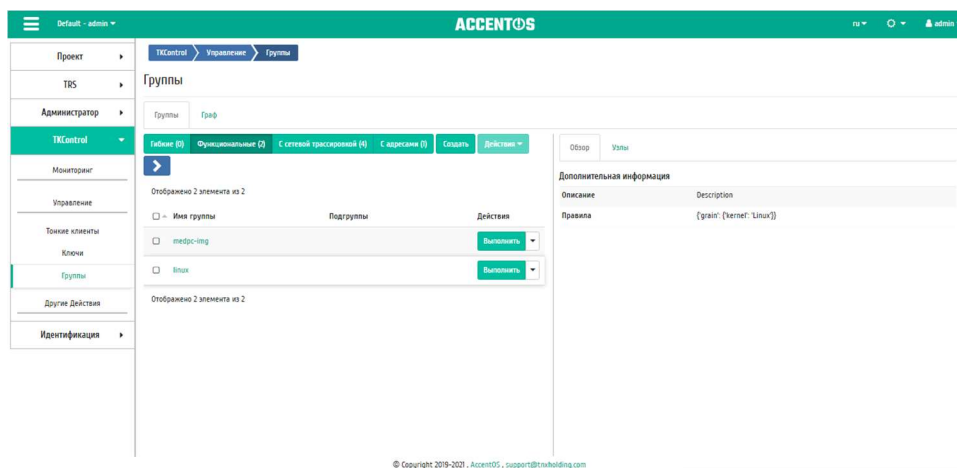 Default - admin
ACCENTOS
ru
admin
Проект
TRS
Администратор
TKControl
Мониторинг
Управление
Тонкие клиенты
Ключи
Группы
Другие Действия
Идентификация
TKControl Управление Группы
Группы
Группы Граф
Гибкие (0) Функциональные (2) С сетевой трассировкой (4) С адресами (1) Создать Действия
Отображено 2 элемента из 2
Имя группы Подгруппы Действия
medpc-img Выполнить
linux Выполнить
Отображено 2 элемента из 2
Обзор Узлы
Дополнительная информация
Описание Description
Правила {'grain': {'kernel': 'Linux'}}
© Copyright 2019-2021 , AccentOS , support@tnxholding.com